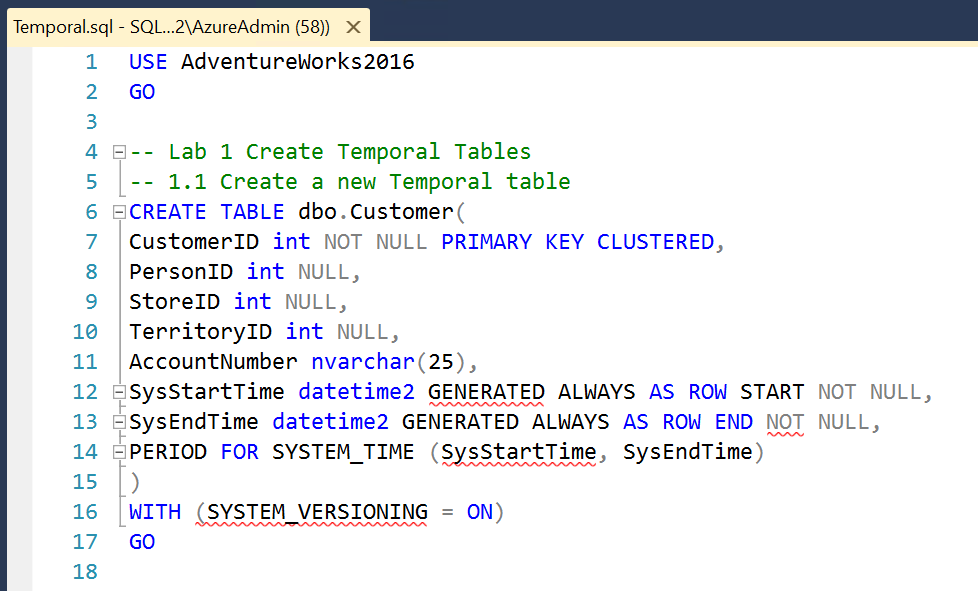 Temporal.sql - SQL...2\AzureAdmin (58))
1 USE AdventureWorks2016
2 GO
3
4 -- Lab 1 Create Temporal Tables
5 -- 1.1 Create a new Temporal table
6 CREATE TABLE dbo.Customer(
7 CustomerID int NOT NULL PRIMARY KEY CLUSTERED,
8 PersonID int NULL,
9 StoreID int NULL,
10 TerritoryID int NULL,
11 AccountNumber nvarchar(25),
12 SysStartTime datetime2 GENERATED ALWAYS AS ROW START NOT NULL,
13 SysEndTime datetime2 GENERATED ALWAYS AS ROW END NOT NULL,
14 PERIOD FOR SYSTEM_TIME (SysStartTime, SysEndTime)
15 )
16 WITH (SYSTEM_VERSIONING = ON)
17 GO
18